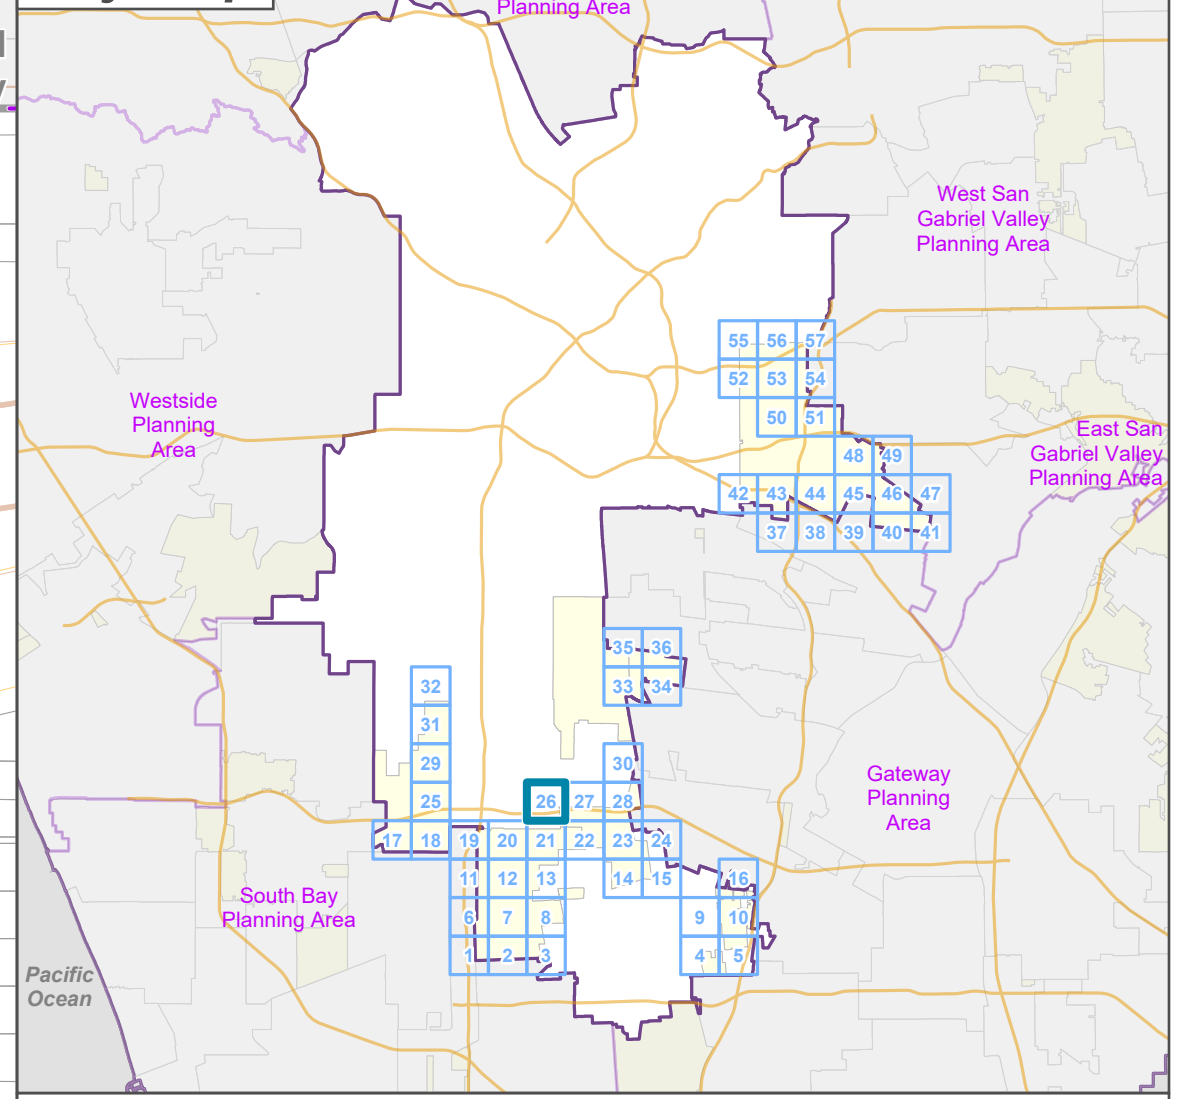 Planning Area
West San
Gabriel Valley
Planning Area
55 56 57
52 53 54
Westside
Planning
Area
50 51
East San
Gabriel Valley
Planning Area
48 49
42 43 44 45 46 47
37 38 39 40 41
35 36
32
33 34
31
29
30
Gateway
Planning
Area
25
26 27 28
17 18 19 20 21 22 23 24
11 12 13 14 15 16
South Bay
Planning Area
6 7 8 9 10
1 2 3 4 5
Pacific
Ocean